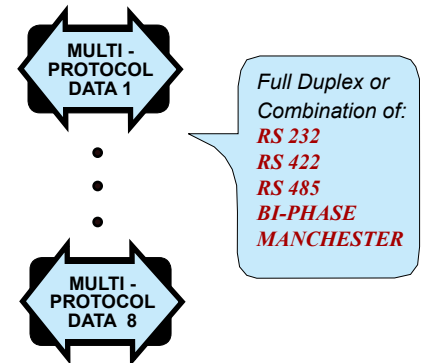 MULTI -
PROTOCOL
DATA 1
Full Duplex or
Combination of:
RS 232
RS 422
RS 485
BI-PHASE
MANCHESTER
MULTI -
PROTOCOL
DATA 8